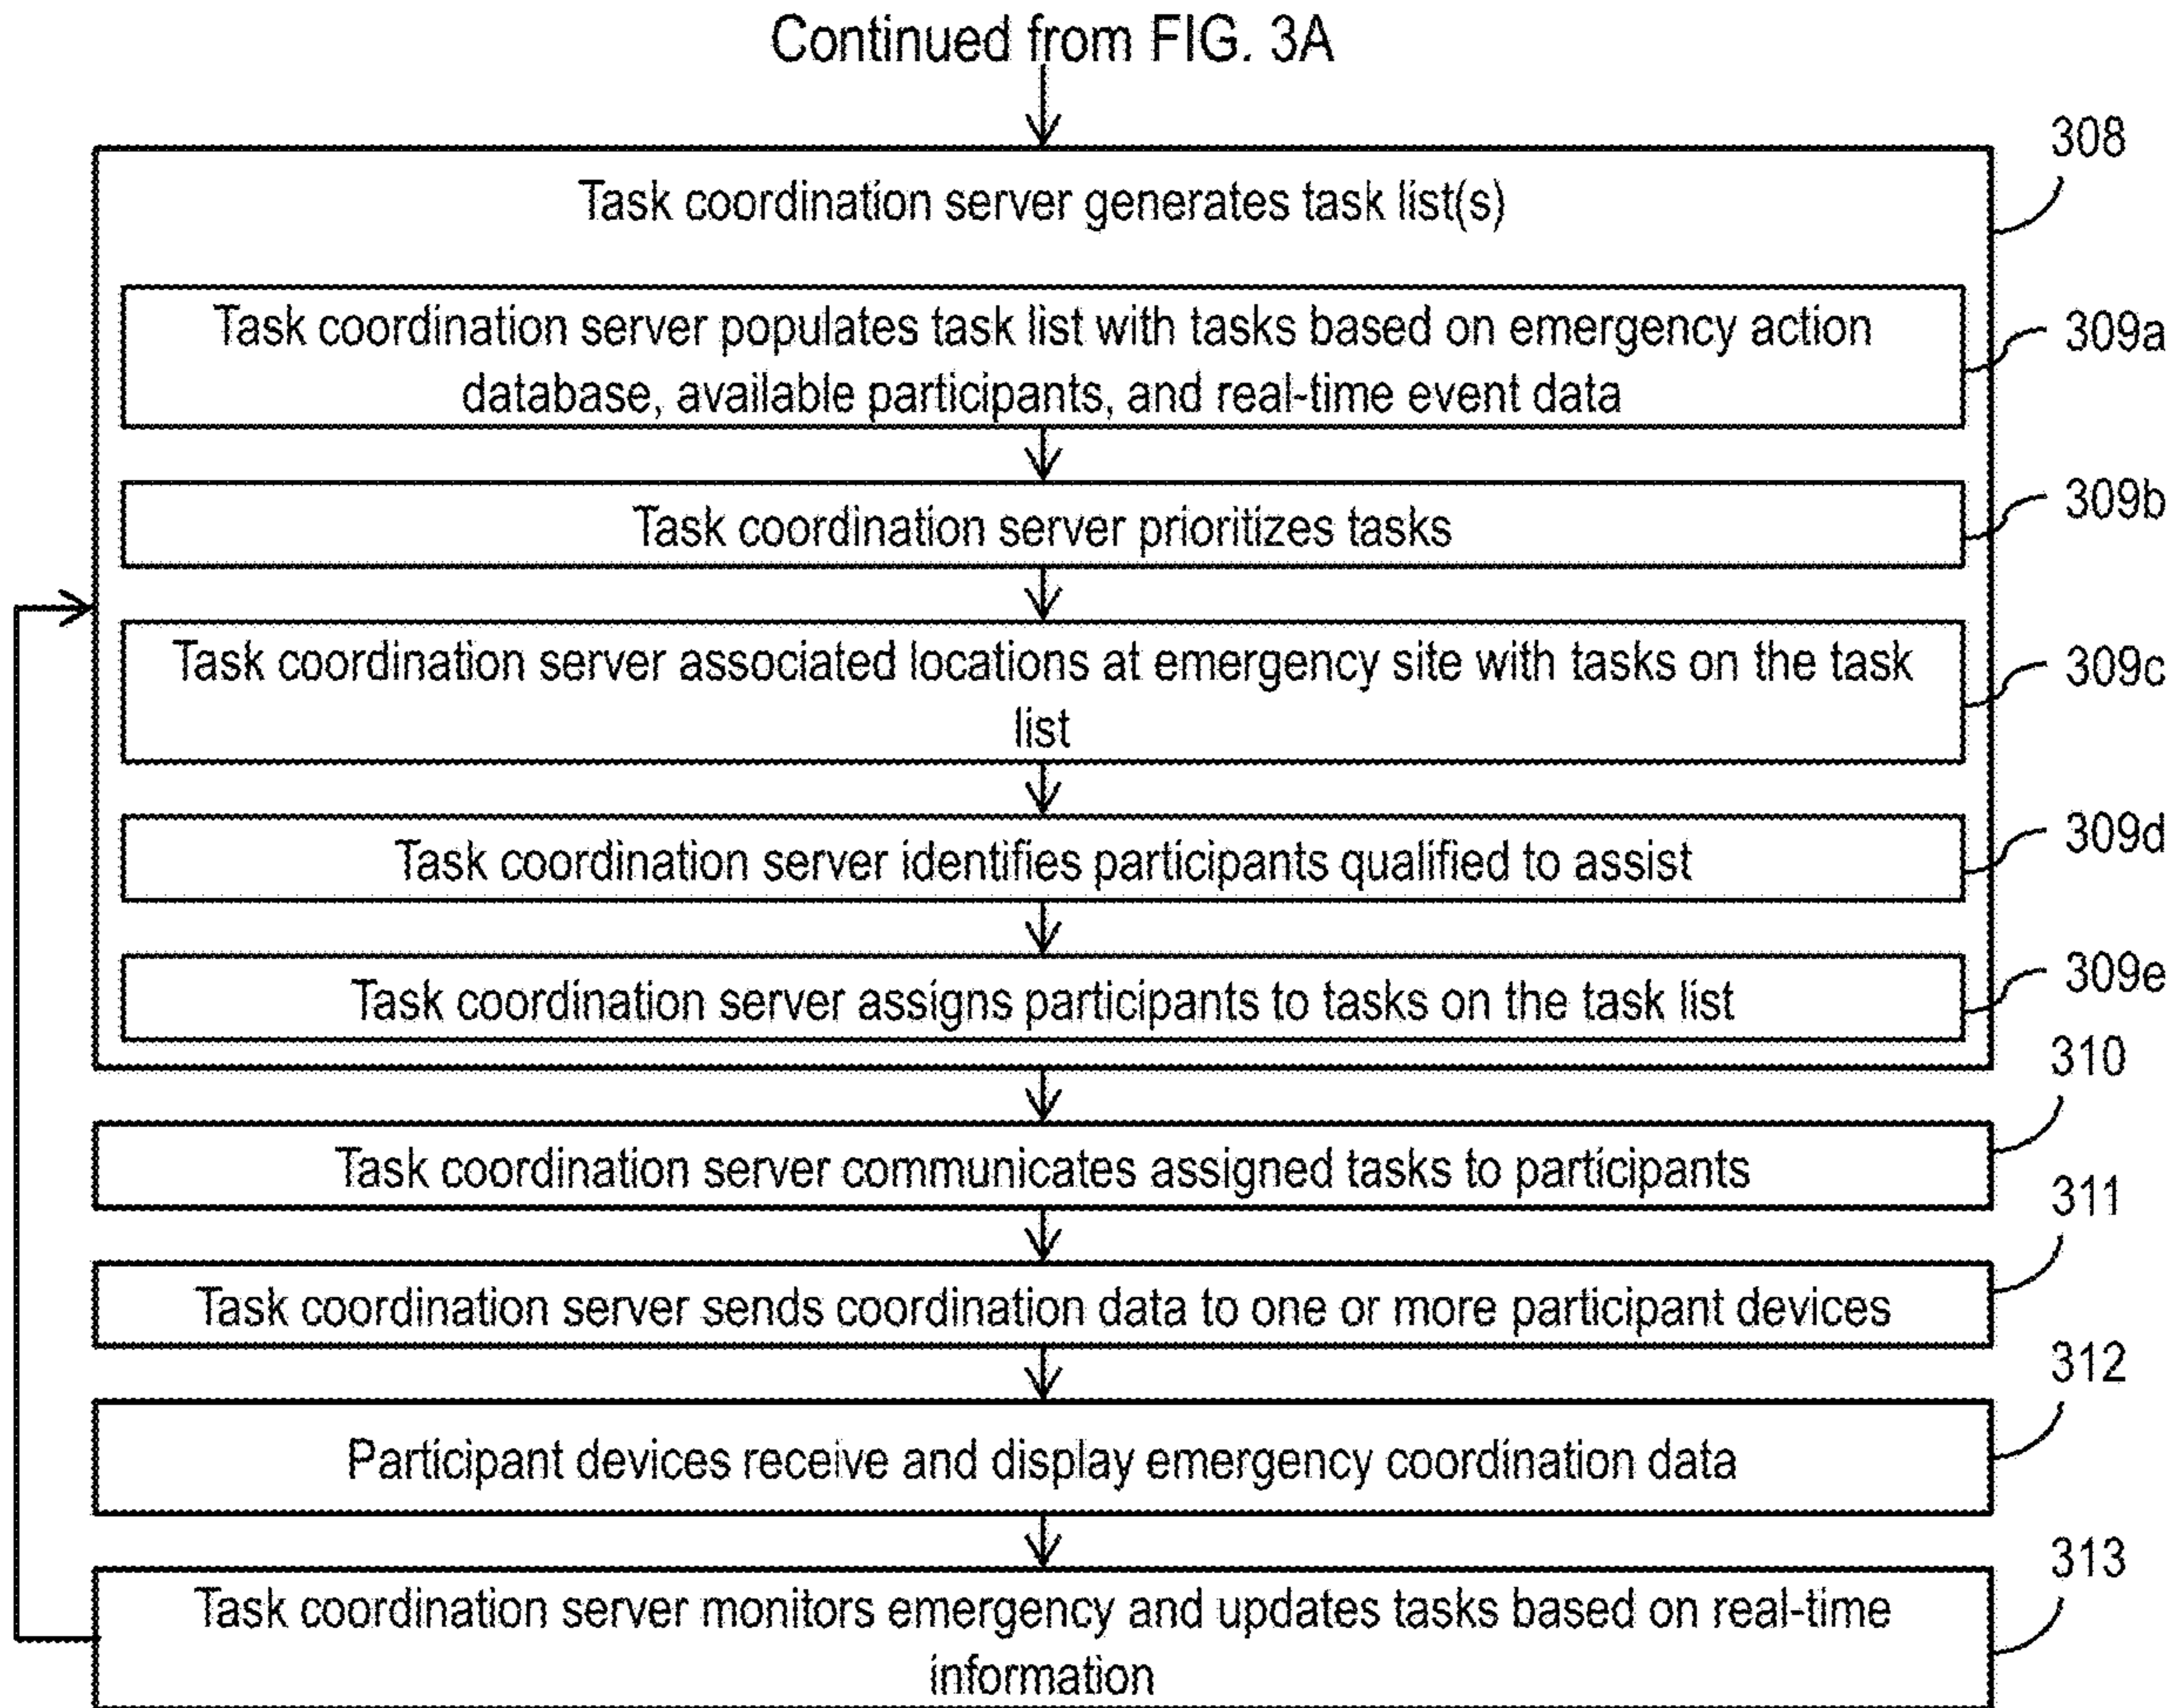 Continued from FIG. 3A
308
Task coordination server generates task list(s)
Task coordination server populates task list with tasks based on emergency action
database, available participants, and real-time event data
309a
Task coordination server prioritizes tasks
309b
Task coordination server associated locations at emergency site with tasks on the task
list
309c
Task coordination server identifies participants qualified to assist
309d
Task coordination server assigns participants to tasks on the task list
309e
310
Task coordination server communicates assigned tasks to participants
311
Task coordination server sends coordination data to one or more participant devices
312
Participant devices receive and display emergency coordination data
313
Task coordination server monitors emergency and updates tasks based on real-time
information